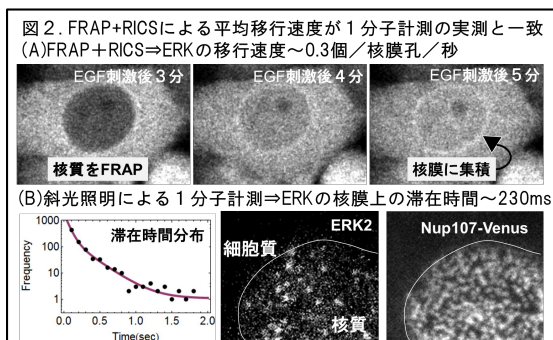 図2. FRAP+RICSによる平均移行速度が1分子計測の実測と一致
(A)FRAP+RICS⇒ERKの移行速度~0.3個/核膜孔/秒
EGF刺激後3分
EGF刺激後4分
EGF刺激後5分
核質をFRAP
核膜に集積
(B)斜光照明による1分子計測⇒ERKの核膜上の滞在時間~230ms
滞在時間分布
ERK2
細胞質
核質
Nup107-Venus
Frequency
1000
100
10
1
0.0 0.5 1.0 1.5 2.0
Time(sec)